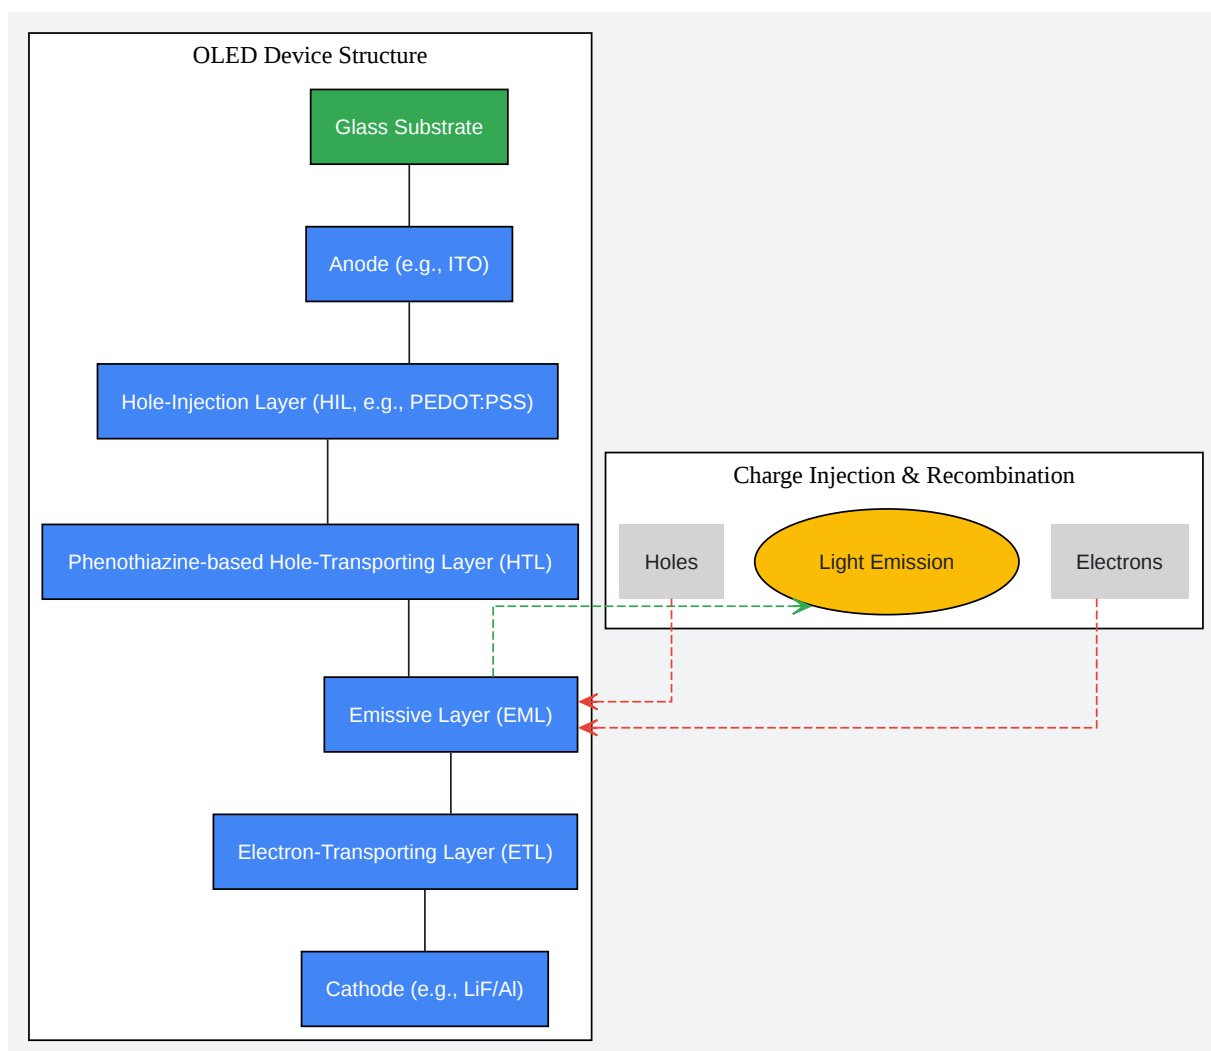 OLED Device Structure
Glass Substrate
Anode (e.g., ITO)
Hole-Injection Layer (HIL, e.g., PEDOT:PSS)
Phenothiazine-based Hole-Transporting Layer (HTL)
Emissive Layer (EML)
Electron-Transporting Layer (ETL)
Cathode (e.g., LiF/Al)
Charge Injection & Recombination
Holes
Light Emission
Electrons